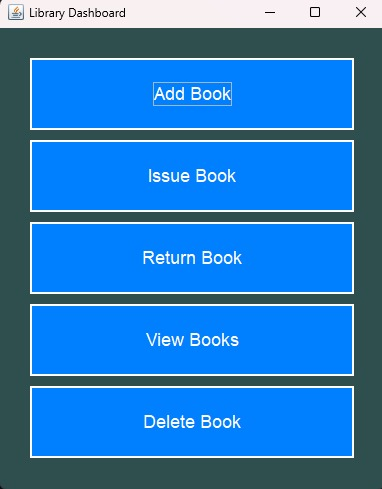 Library Dashboard
Add Book
Issue Book
Return Book
View Books
Delete Book